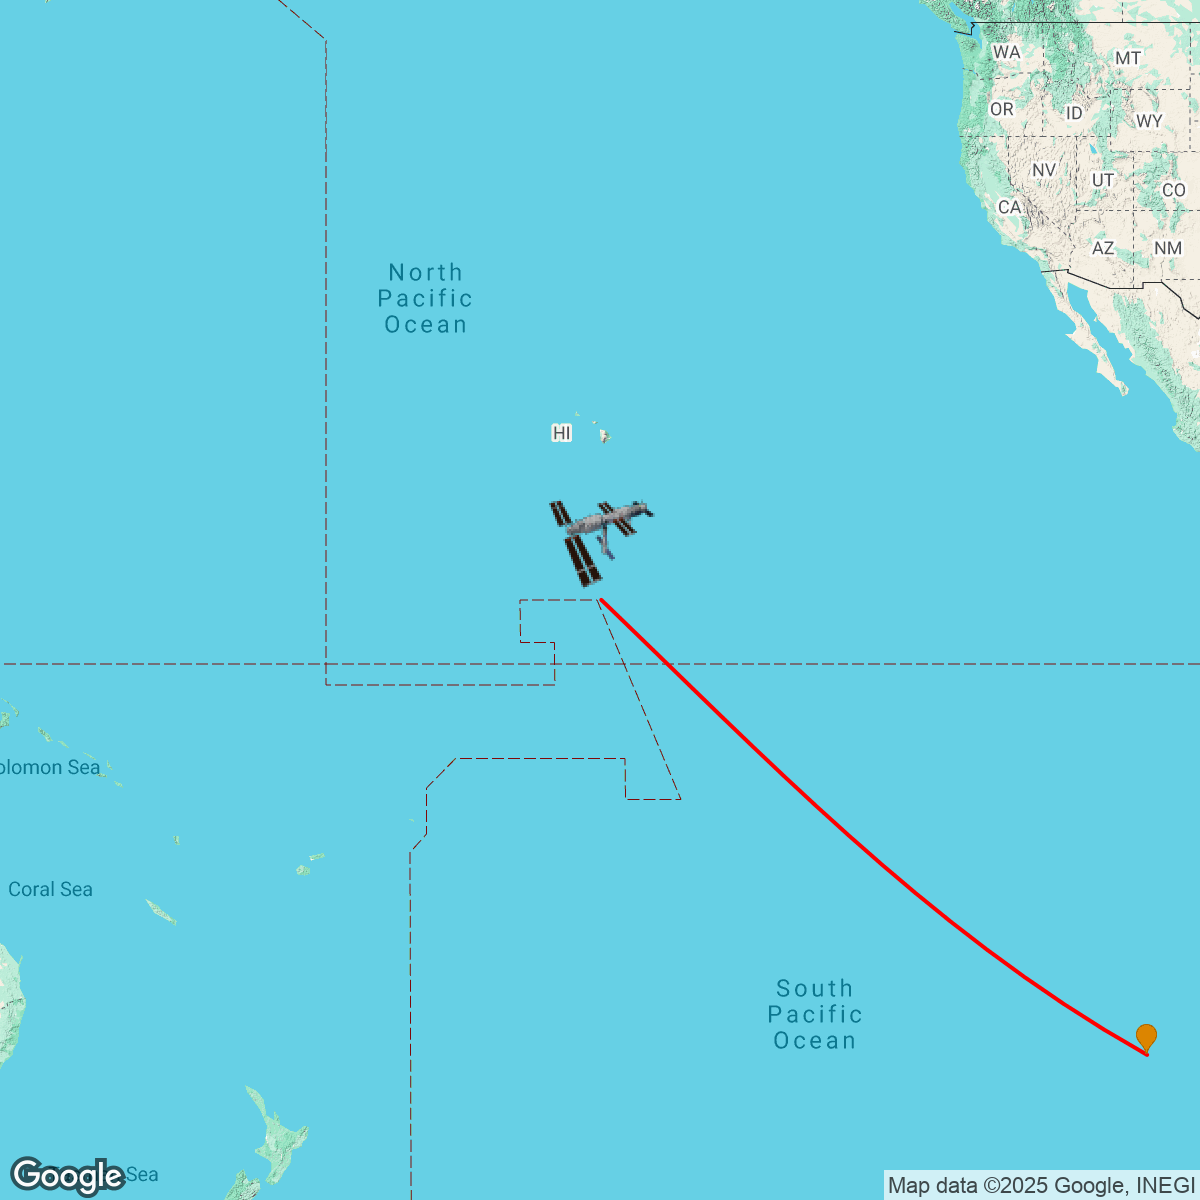 WA
MT
OR
ID
WY
NV
UT
CO
CA
AZ
NM
North
Pacific
Ocean
HI
olomon Sea
Coral Sea
South
Pacific
Ocean
Sea
Google
Map data ©2025 Google, INEGI